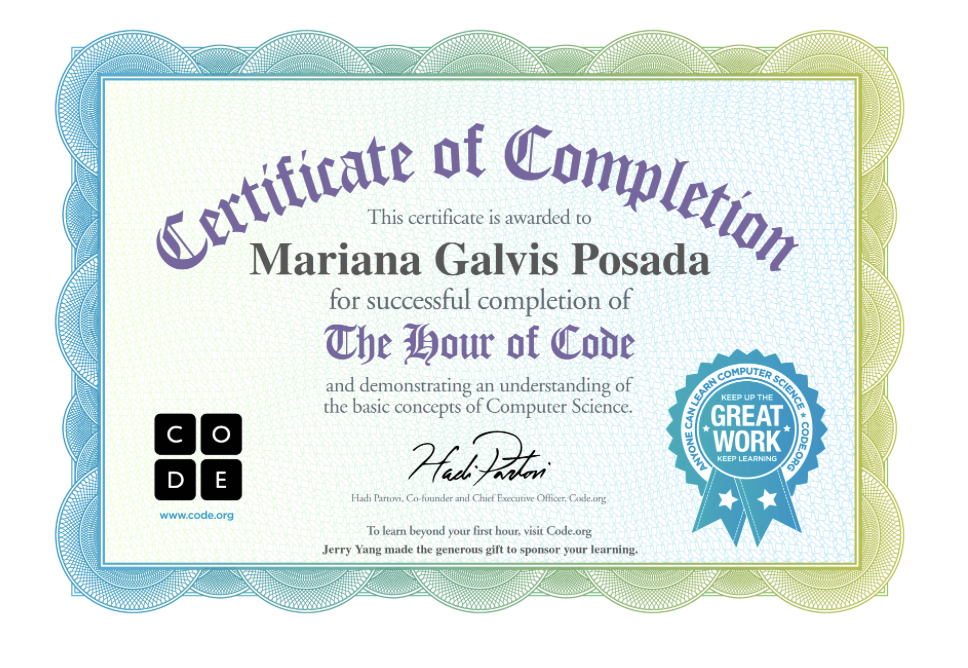 Certificate of Completion
This certificate is awarded to
Mariana Galvis Posada
for successful completion of
The Hour of Code
and demonstrating an understanding of
the basic concepts of Computer Science.
C O
D E
www.code.org
Hadi Partovi
Hadi Partovi, Co-founder and Chief Executive Officer, Code.org
To learn beyond your first hour, visit Code.org
Jerry Yang made the generous gift to sponsor your learning.
ANYONE CAN LEARN COMPUTER SCIENCE ★ CODE.ORG
KEEP UP THE
GREAT
WORK
KEEP LEARNING